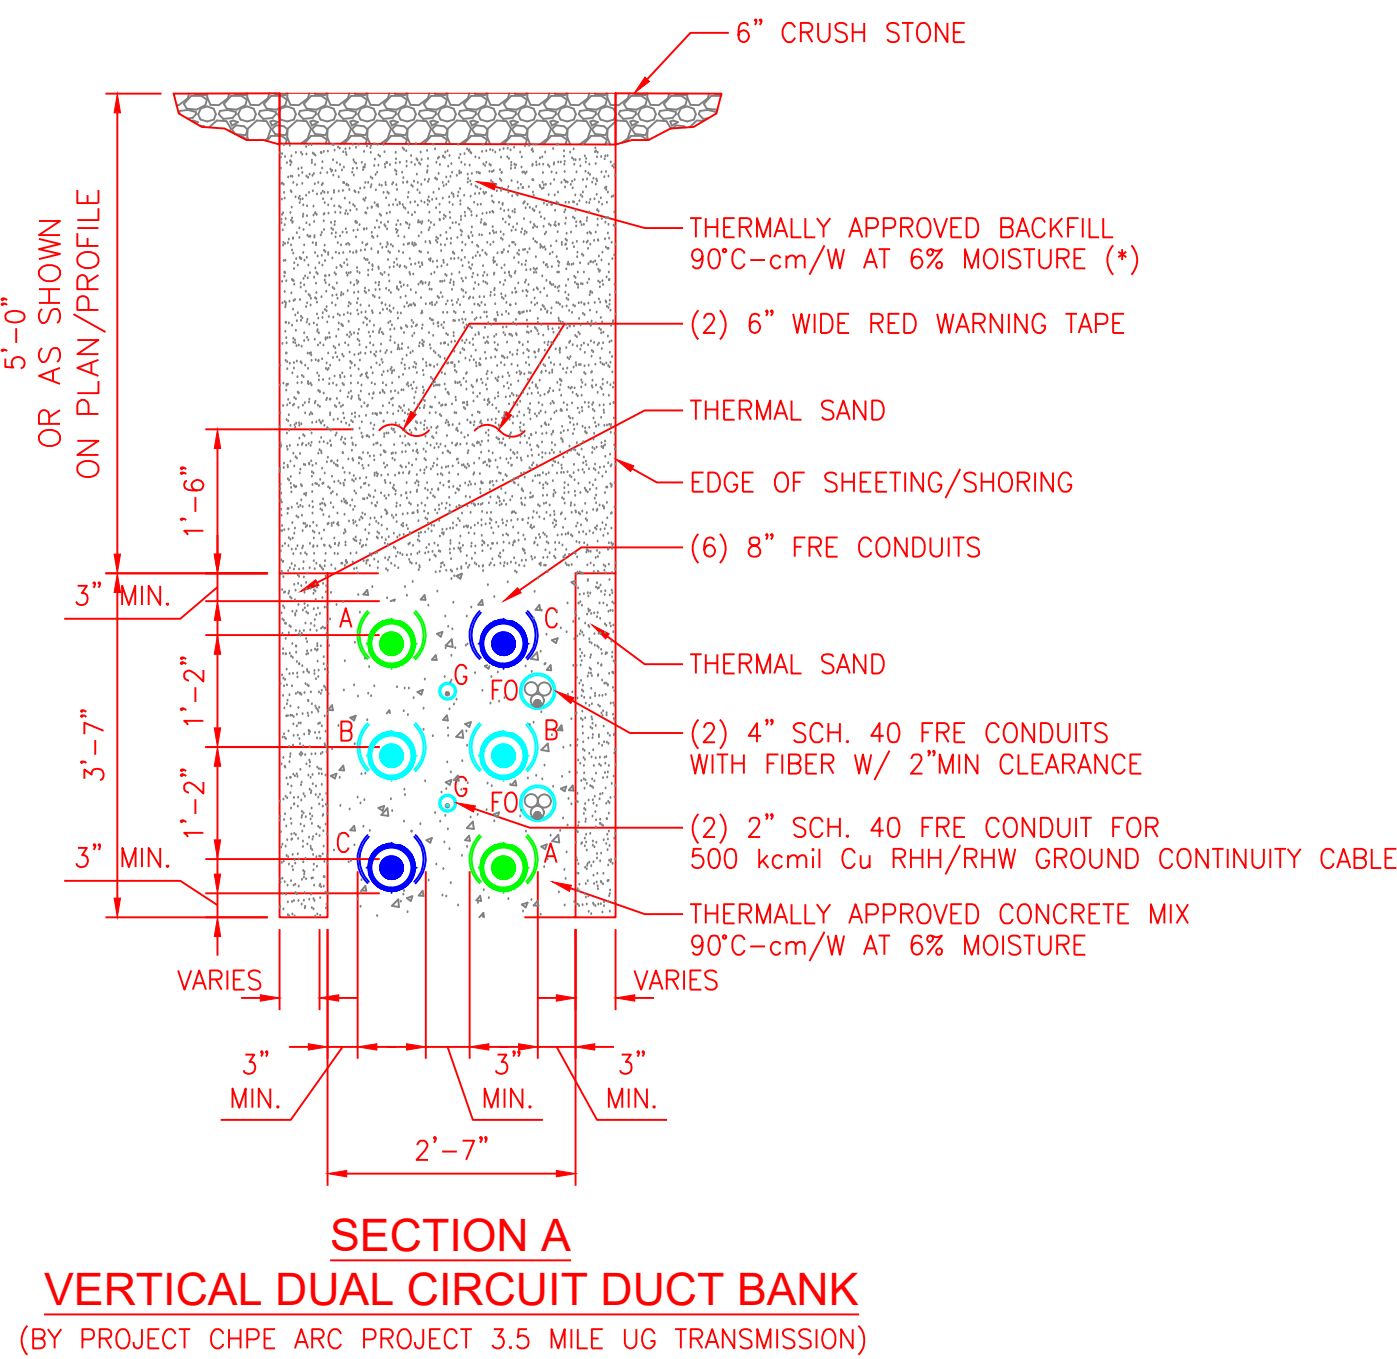 6” CRUSH STONE
THERMALLY APPROVED BACKFILL
90°C-cm/W AT 6% MOISTURE (*)
(2) 6” WIDE RED WARNING TAPE
THERMAL SAND
EDGE OF SHEETING/SHORING
(6) 8” FRE CONDUITS
THERMAL SAND
(2) 4” SCH. 40 FRE CONDUITS
WITH FIBER W/ 2”MIN CLEARANCE
(2) 2” SCH. 40 FRE CONDUIT FOR
500 kcmil Cu RHH/RHW GROUND CONTINUITY CABLE
THERMALLY APPROVED CONCRETE MIX
90°C-cm/W AT 6% MOISTURE
5’-0”
OR AS SHOWN
ON PLAN/PROFILE
1’-6”
3” MIN.
1’-2”
3’-7”
1’-2”
3” MIN.
A
C
G
FO
B
B
G
FO
C
A
VARIES
VARIES
3”
MIN.
3”
MIN.
3”
MIN.
2’-7”
SECTION A
VERTICAL DUAL CIRCUIT DUCT BANK
(BY PROJECT CHPE ARC PROJECT 3.5 MILE UG TRANSMISSION)